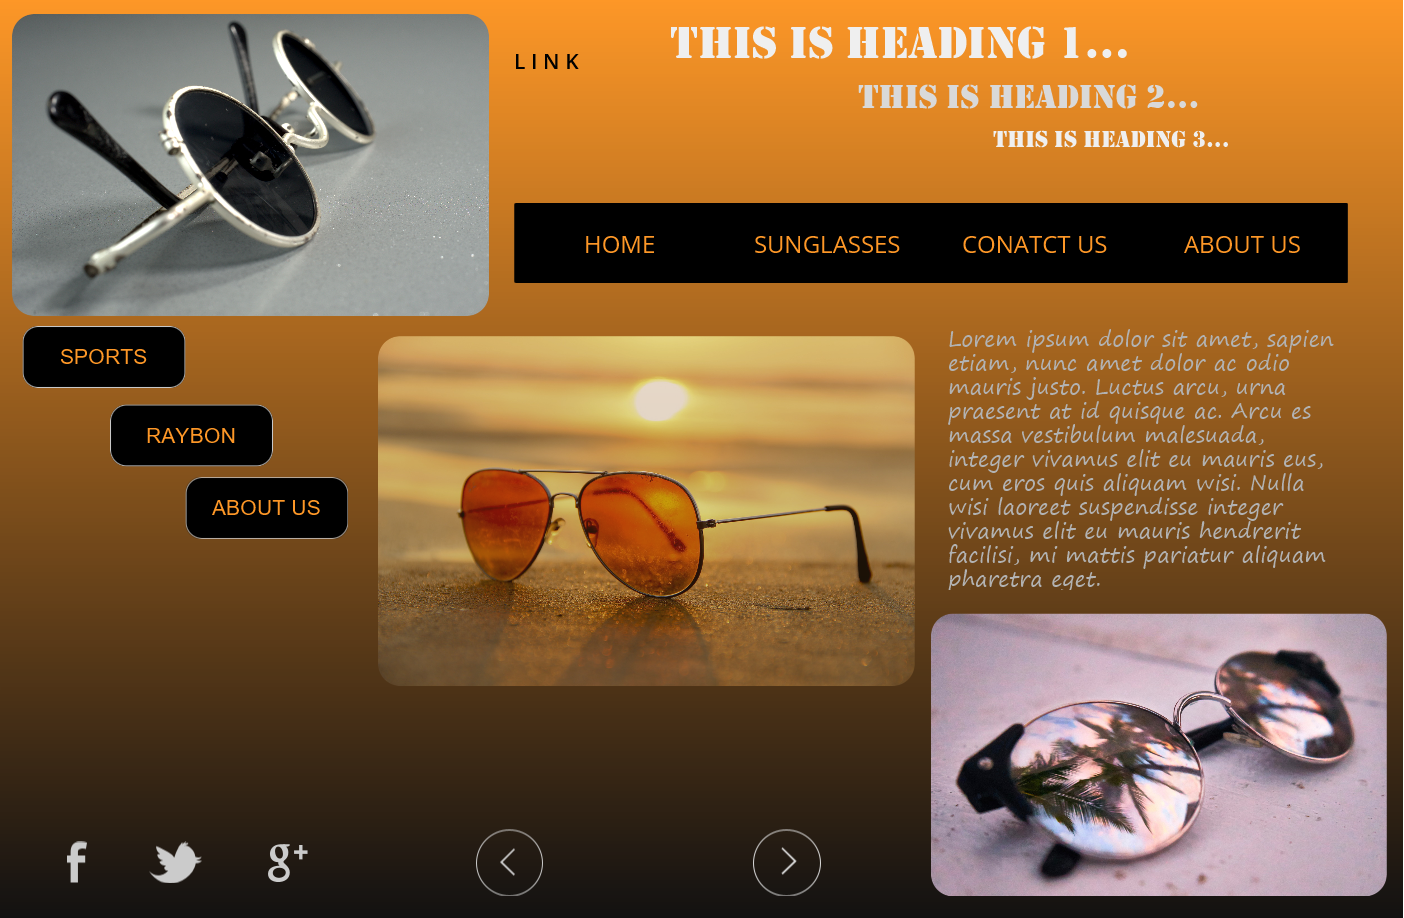 THIS IS HEADING 1...
LINK
THIS IS HEADING 2...
THIS IS HEADING 3...
HOME SUNGLASSES CONATCT US ABOUT US
SPORTS
RAYBON
ABOUT US
Lorem ipsum dolor sit amet, sapien
etiam, nunc amet dolor ac odio
mauris justo. Luctus arcu, urna
praesent at id quisque ac. Arcu es
massa vestibulum malesuada,
integer vivamus elit eu mauris eus,
cum eros quis aliquam wisi. Nulla
wisi laoreet suspendisse integer
vivamus elit eu mauris hendrerit
facilisi, mi mattis pariatur aliquam
pharetra eget.
f
g+